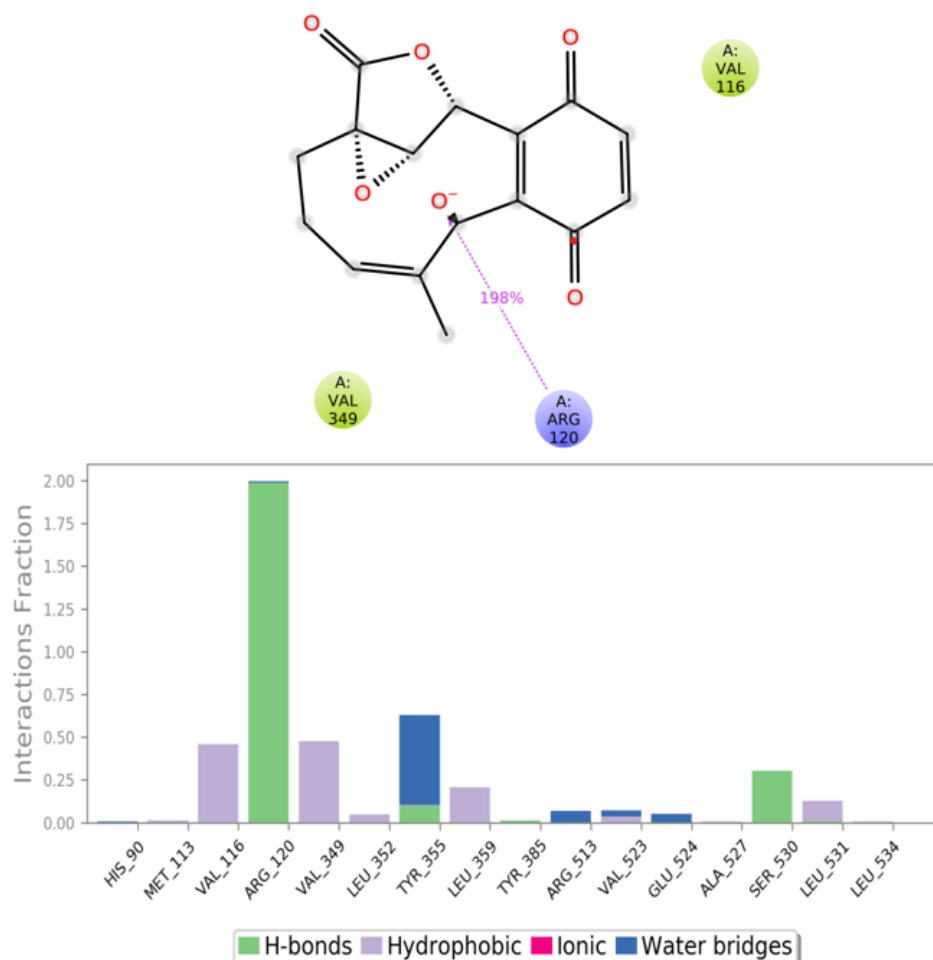 O
O
O
A:
VAL
116
O
O⁻
198%
O
A:
VAL
349
A:
ARG
120
Interactions Fraction
2.00
1.75
1.50
1.25
1.00
0.75
0.50
0.25
0.00
HIS_90
MET_113
VAL_116
ARG_120
VAL_349
LEU_352
TYR_355
LEU_359
TYR_385
ARG_513
VAL_523
GLU_524
ALA_527
SER_530
LEU_531
LEU_534
H-bonds Hydrophobic Ionic Water bridges